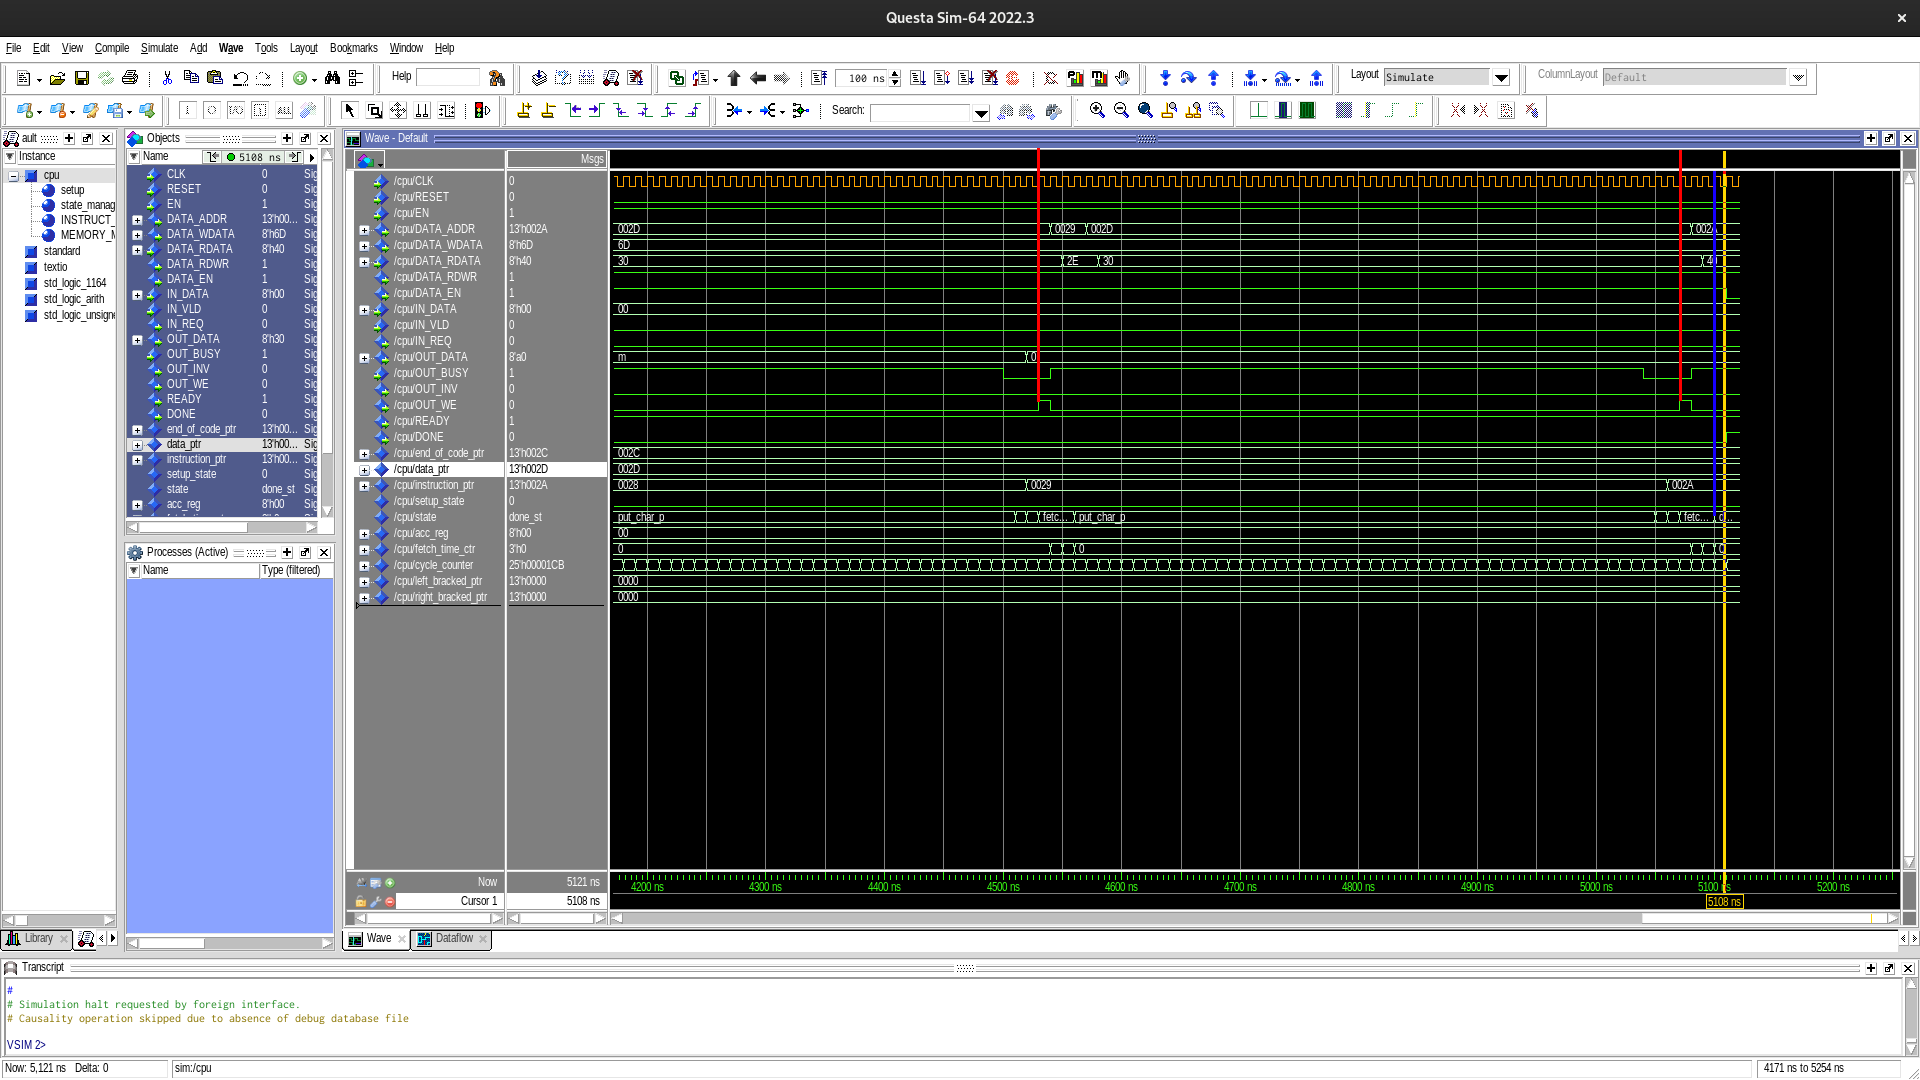 Questa Sim-64 2022.3
File Edit View Compile Simulate Add Wave Tools Layout Bookmarks Window Help
Help
100 ns
Layout Simulate
ColumnLayout Default
Search:
ault
Instance
cpu
setup
state_manag
INSTRUCT_
MEMORY_M
standard
textio
std_logic_1164
std_logic_arith
std_logic_unsigne
Library
Objects
Name 5108 ns
CLK 0 Sig
RESET 0 Sig
EN 1 Sig
DATA_ADDR 13'h00... Sig
DATA_WDATA 8'h6D Sig
DATA_RDATA 8'h40 Sig
DATA_RDWR 1 Sig
DATA_EN 1 Sig
IN_DATA 8'h00 Sig
IN_VLD 0 Sig
IN_REQ 0 Sig
OUT_DATA 8'h30 Sig
OUT_BUSY 1 Sig
OUT_INV 0 Sig
OUT_WE 0 Sig
READY 1 Sig
DONE 0 Sig
end_of_code_ptr 13'h00... Sig
data_ptr 13'h00... Sig
instruction_ptr 13'h00... Sig
setup_state 0 Sig
state done_st Sig
acc_reg 8'h00 Sig
Processes (Active)
Name Type (filtered)
Wave - Default
Msgs
/cpu/CLK 0
/cpu/RESET 0
/cpu/EN 1
/cpu/DATA_ADDR 13'h002A 002D 0029 002D 002A
/cpu/DATA_WDATA 8'h6D 6D
/cpu/DATA_RDATA 8'h40 30 2E 30 40
/cpu/DATA_RDWR 1
/cpu/DATA_EN 1
/cpu/IN_DATA 8'h00 00
/cpu/IN_VLD 0
/cpu/IN_REQ 0
/cpu/OUT_DATA 8'a0 m 0
/cpu/OUT_BUSY 1
/cpu/OUT_INV 0
/cpu/OUT_WE 0
/cpu/READY 1
/cpu/DONE 0
/cpu/end_of_code_ptr 13'h002C 002C
/cpu/data_ptr 13'h002D 002D
/cpu/instruction_ptr 13'h002A 0028 0029 002A
/cpu/setup_state 0
/cpu/state done_st put_char_p fetc... put_char_p fetc... d...
/cpu/acc_reg 8'h00 00
/cpu/fetch_time_ctr 3'h0 0 0 0
/cpu/cycle_counter 25'h00001CB
/cpu/left_bracked_ptr 13'h0000 0000
/cpu/right_bracked_ptr 13'h0000 0000
Now 5121 ns 4200 ns 4300 ns 4400 ns 4500 ns 4600 ns 4700 ns 4800 ns 4900 ns 5000 ns 5100 ns 5200 ns
Cursor 1 5108 ns 5108 ns
Wave Dataflow
Transcript
#
# Simulation halt requested by foreign interface.
# Causality operation skipped due to absence of debug database file
VSIM 2>
Now: 5,121 ns Delta: 0 sim:/cpu 4171 ns to 5254 ns